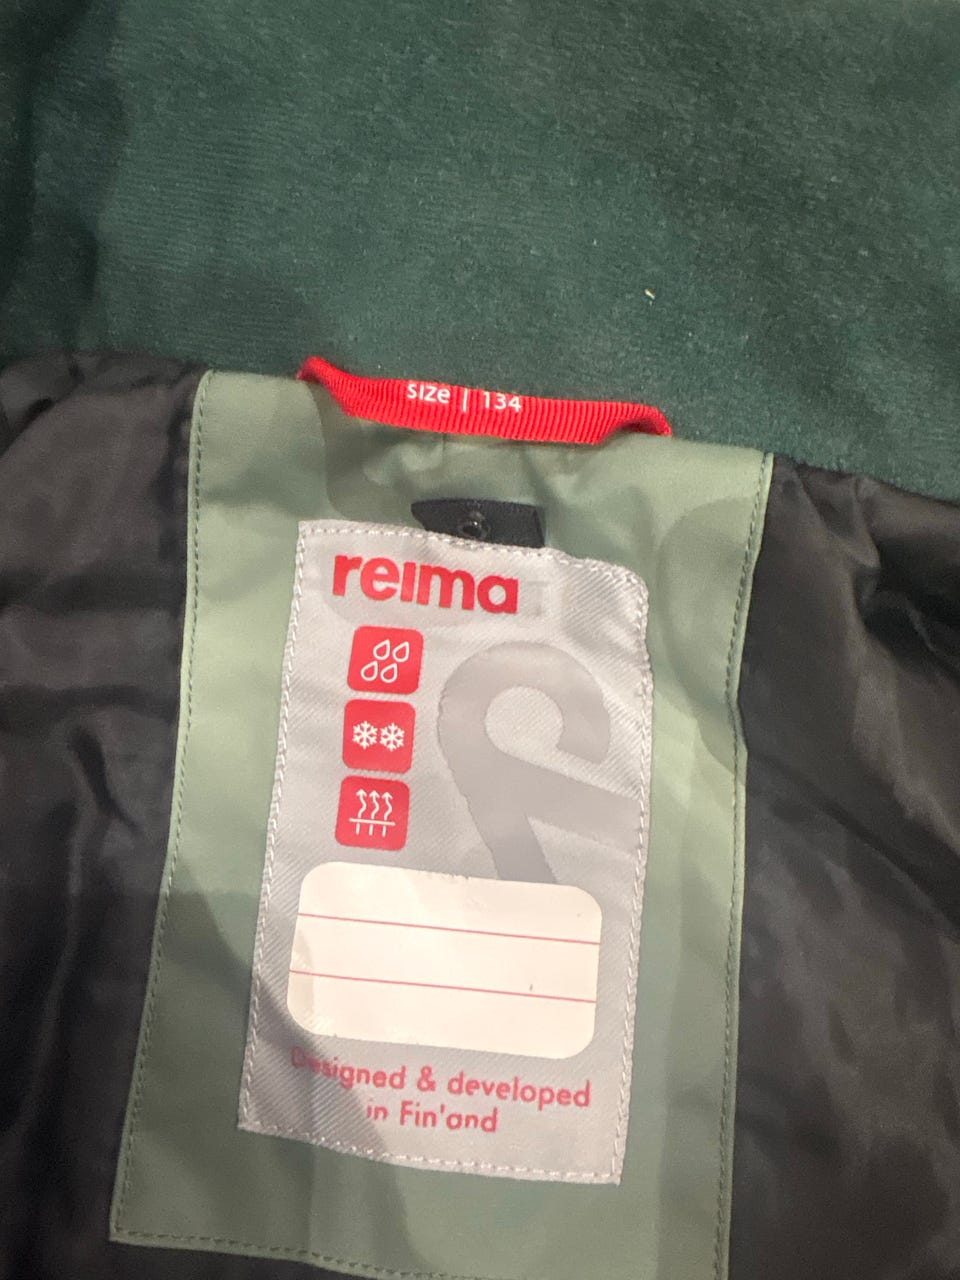 size | 134
reima
Designed & developed
in Fin'and